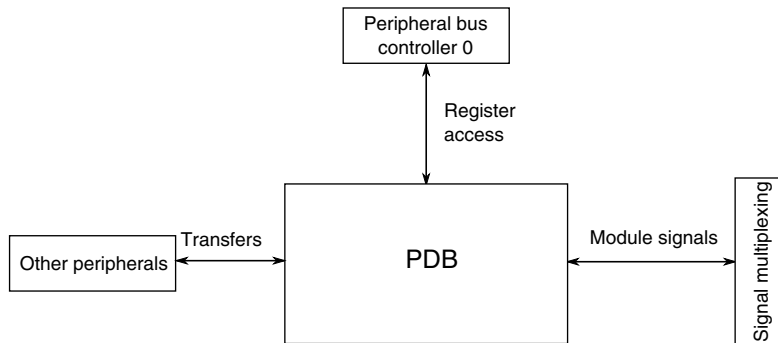 Peripheral bus
controller 0
Register
access
Transfers
Other peripherals
PDB
Module signals
Signal multiplexing